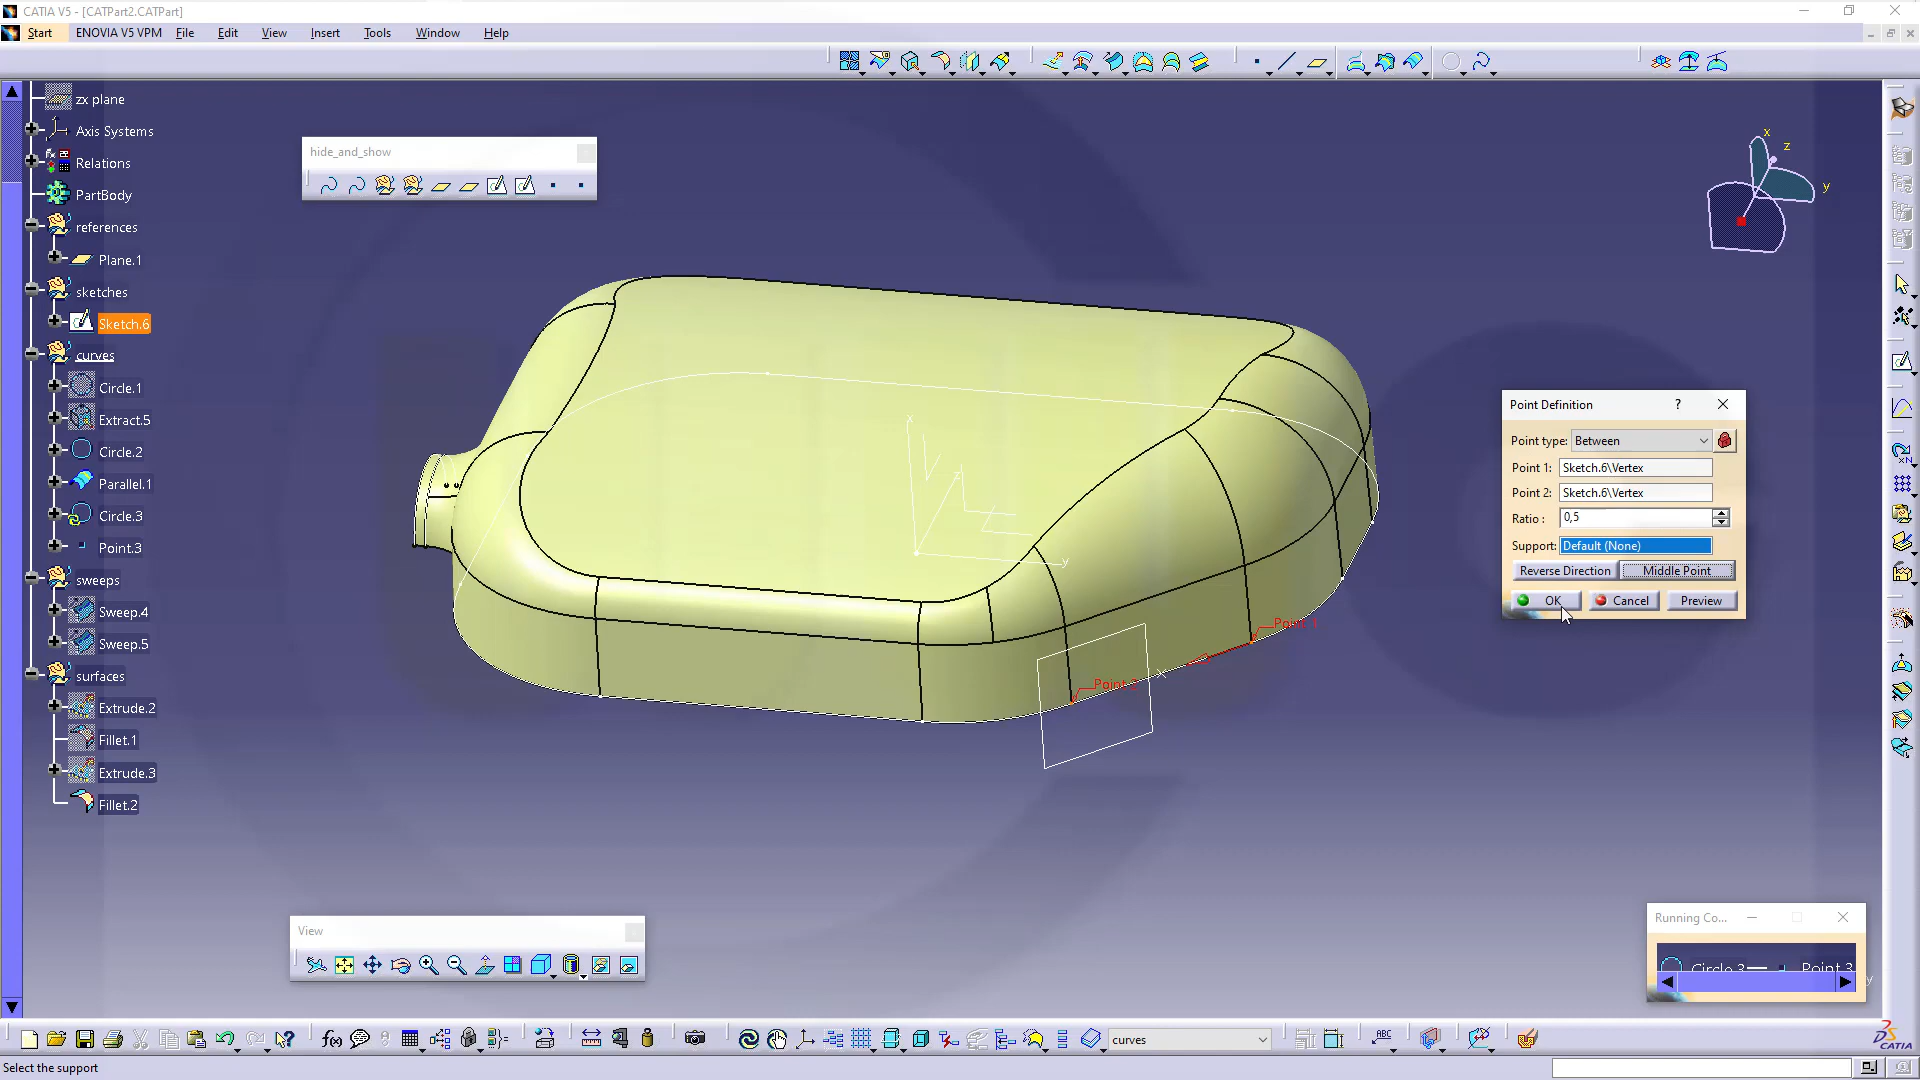 CATIA V5 - [CATPart2.CATPart]
Start ENOVIA V5 VPM File Edit View Insert Tools Window Help
zx plane
Axis Systems
Relations
PartBody
references
Plane.1
sketches
Sketch.6
curves
Circle.1
Extract.5
Circle.2
Parallel.1
Circle.3
Point.3
sweeps
Sweep.4
Sweep.5
surfaces
Extrude.2
Fillet.1
Extrude.3
Fillet.2
hide_and_show
x
z
y
x
z
y
Point 1
Point 2
Point Definition ?
Point type: Between
Point 1: Sketch.6\Vertex
Point 2: Sketch.6\Vertex
Ratio : 0,5
Support: Default (None)
Reverse Direction Middle Point
OK Cancel Preview
View
Running Co...
Circle.3 Point.3
y
f(x)
curves
ABC
CATIA
Select the support